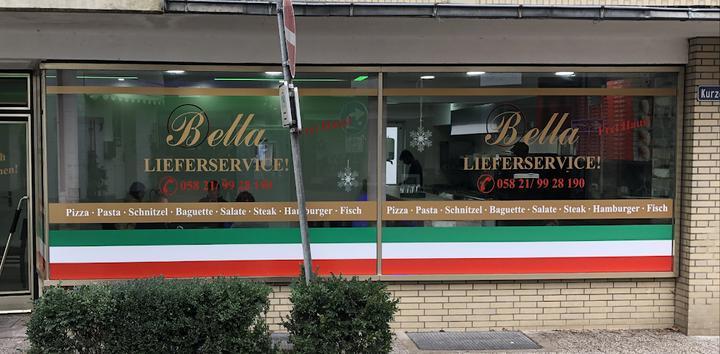 Bella
LIEFERSERVICE!
Frei Haus!
058 21/99 28 190
Pizza · Pasta · Schnitzel · Baguette · Salate · Steak · Hamburger · Fisch
Bella
LIEFERSERVICE!
Frei Haus!
058 21/99 28 190
Pizza · Pasta · Schnitzel · Baguette · Salate · Steak · Hamburger · Fisch
Kurze